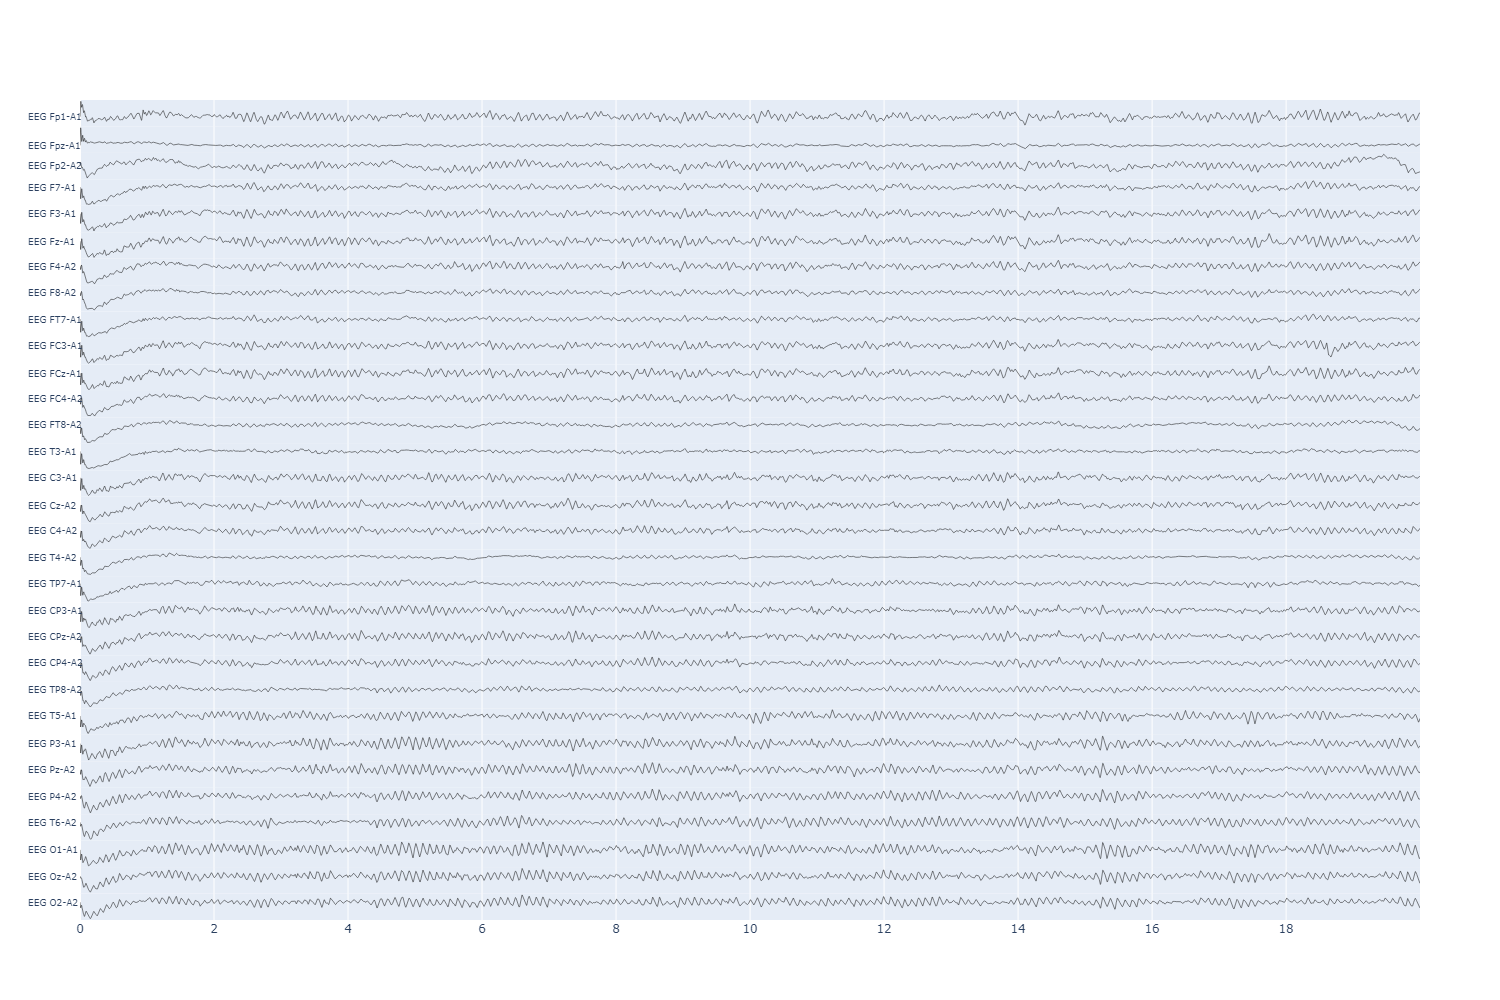 EEG Fp1-A1
EEG Fpz-A1
EEG Fp2-A2
EEG F7-A1
EEG F3-A1
EEG Fz-A1
EEG F4-A2
EEG F8-A2
EEG FT7-A1
EEG FC3-A1
EEG FCz-A1
EEG FC4-A2
EEG FT8-A2
EEG T3-A1
EEG C3-A1
EEG Cz-A2
EEG C4-A2
EEG T4-A2
EEG TP7-A1
EEG CP3-A1
EEG CPz-A2
EEG CP4-A2
EEG TP8-A2
EEG T5-A1
EEG P3-A1
EEG Pz-A2
EEG P4-A2
EEG T6-A2
EEG O1-A1
EEG Oz-A2
EEG O2-A2
0 2 4 6 8 10 12 14 16 18